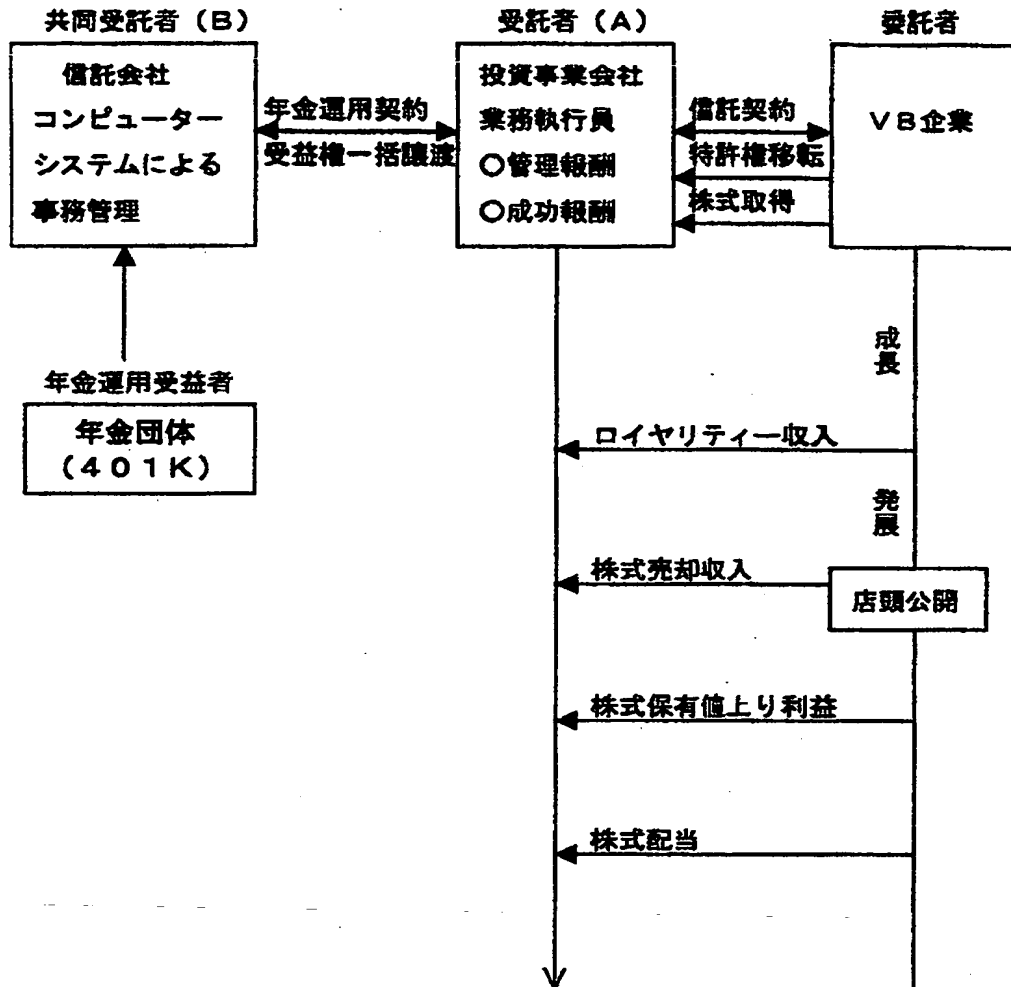 共同受託者（B）
信託会社
コンピューター
システムによる
事務管理
年金運用契約
受益権一括譲渡
受託者（A）
投資事業会社
業務執行員
○管理報酬
○成功報酬
信託契約
特許権移転
株式取得
委託者
VB企業
年金運用受益者
年金団体
(401K)
成長
ロイヤリティー収入
発展
株式売却収入
店頭公開
株式保有値上り利益
株式配当